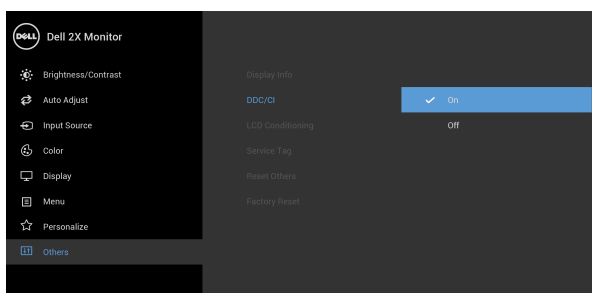 DELL Dell 2X Monitor
Brightness/Contrast
Display Info
Auto Adjust
DDC/CI
On
Input Source
LCD Conditioning
Off
Color
Service Tag
Display
Reset Others
Menu
Factory Reset
Personalize
Others